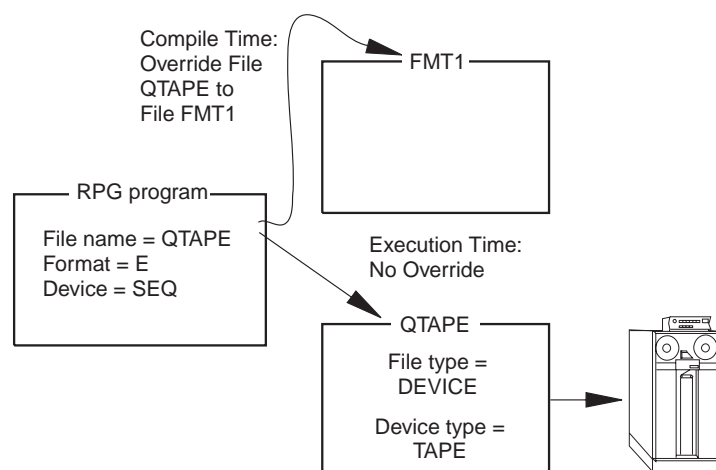 Compile Time:
Override File
QTAPE to
File FMT1
FMT1
RPG program
File name = QTAPE
Format = E
Device = SEQ
Execution Time:
No Override
QTAPE
File type =
DEVICE
Device type =
TAPE